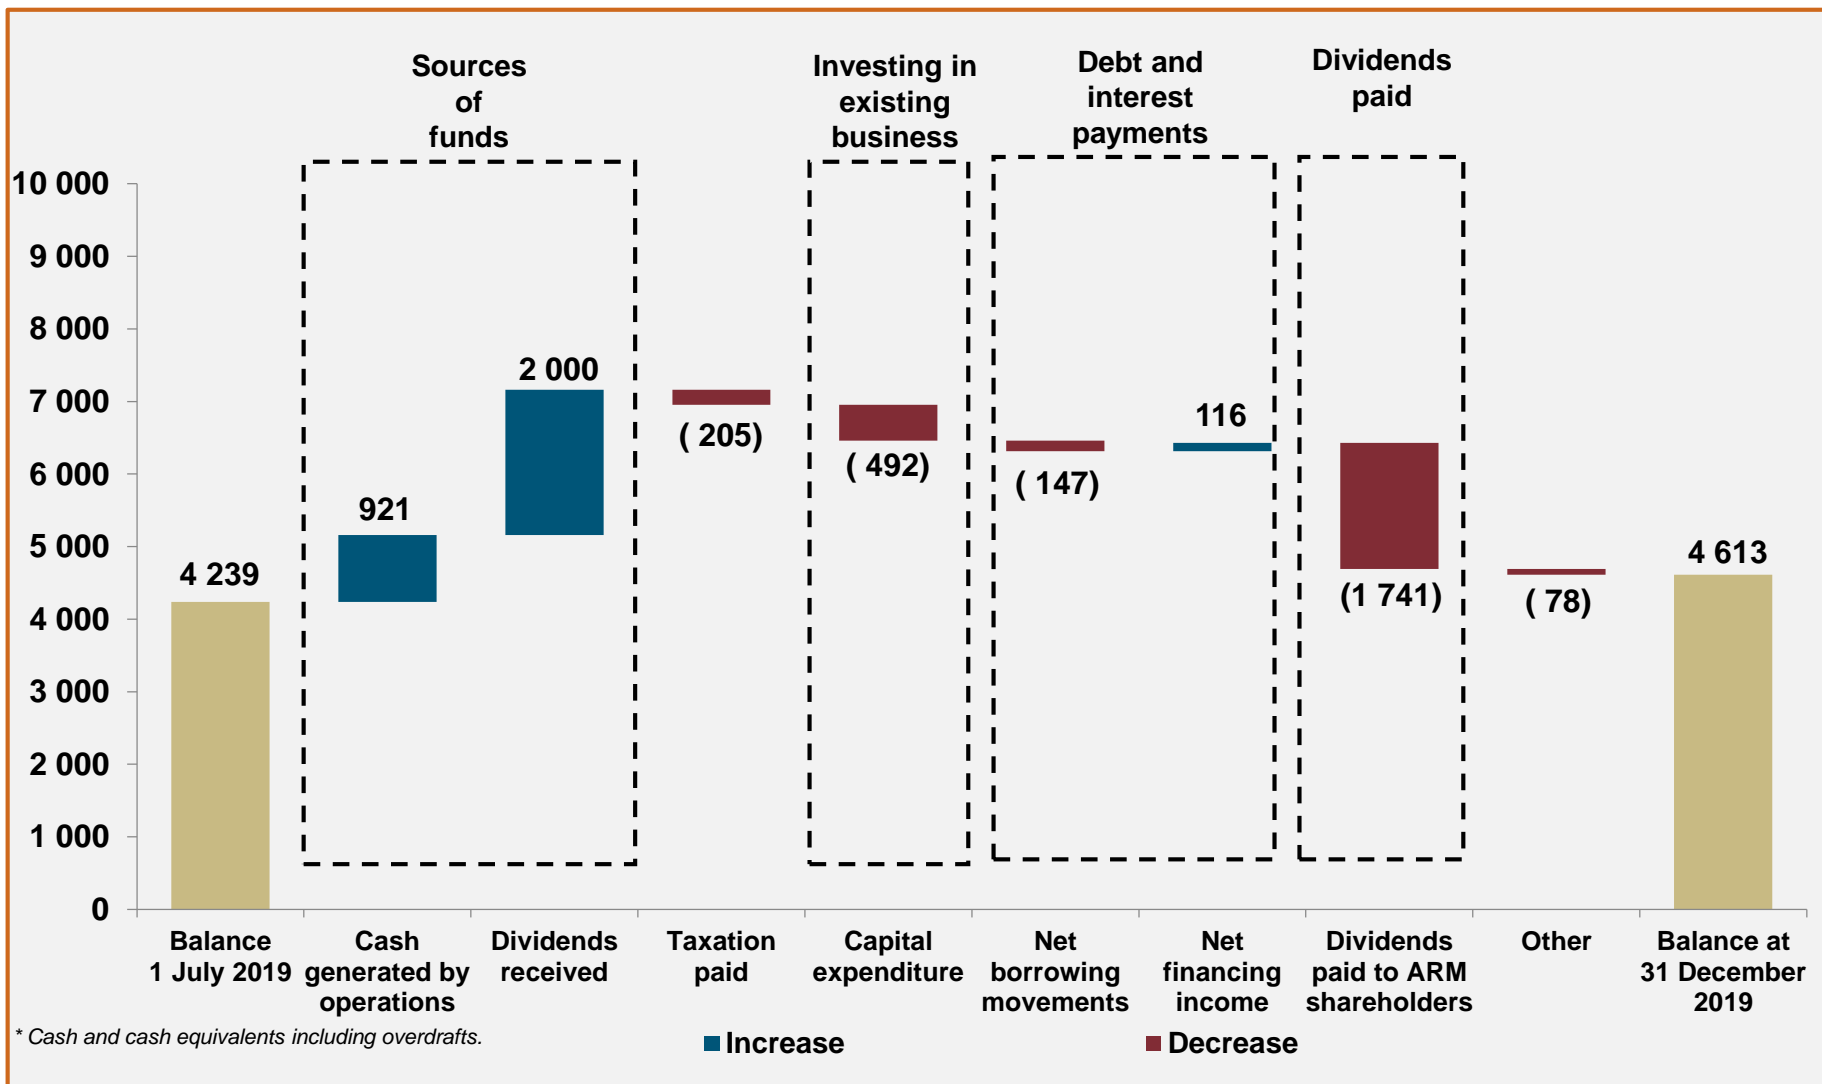 Sources
of
funds
Investing in
existing
business
Debt and
interest
payments
Dividends
paid
10 000
9 000
8 000
7 000
6 000
5 000
4 000
3 000
2 000
1 000
0
4 239
921
2 000
( 205)
( 492)
( 147)
116
(1 741)
( 78)
4 613
Balance
1 July 2019
Cash
generated by
operations
Dividends
received
Taxation
paid
Capital
expenditure
Net
borrowing
movements
Net
financing
income
Dividends
paid to ARM
shareholders
Other
Balance at
31 December
2019
* Cash and cash equivalents including overdrafts.
Increase
Decrease